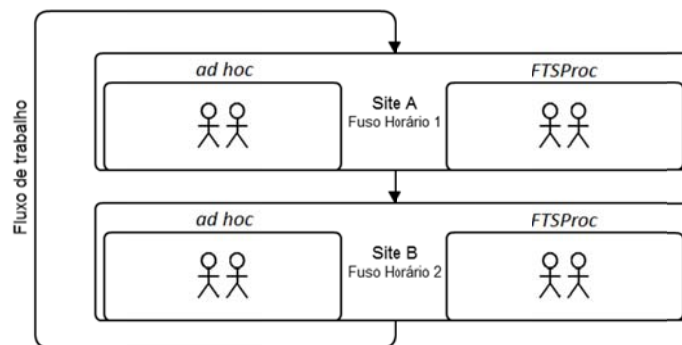 ad hoc
FTSProc
Site A
Fuso Horário 1
Fluxo de trabalho
ad hoc
FTSProc
Site B
Fuso Horário 2